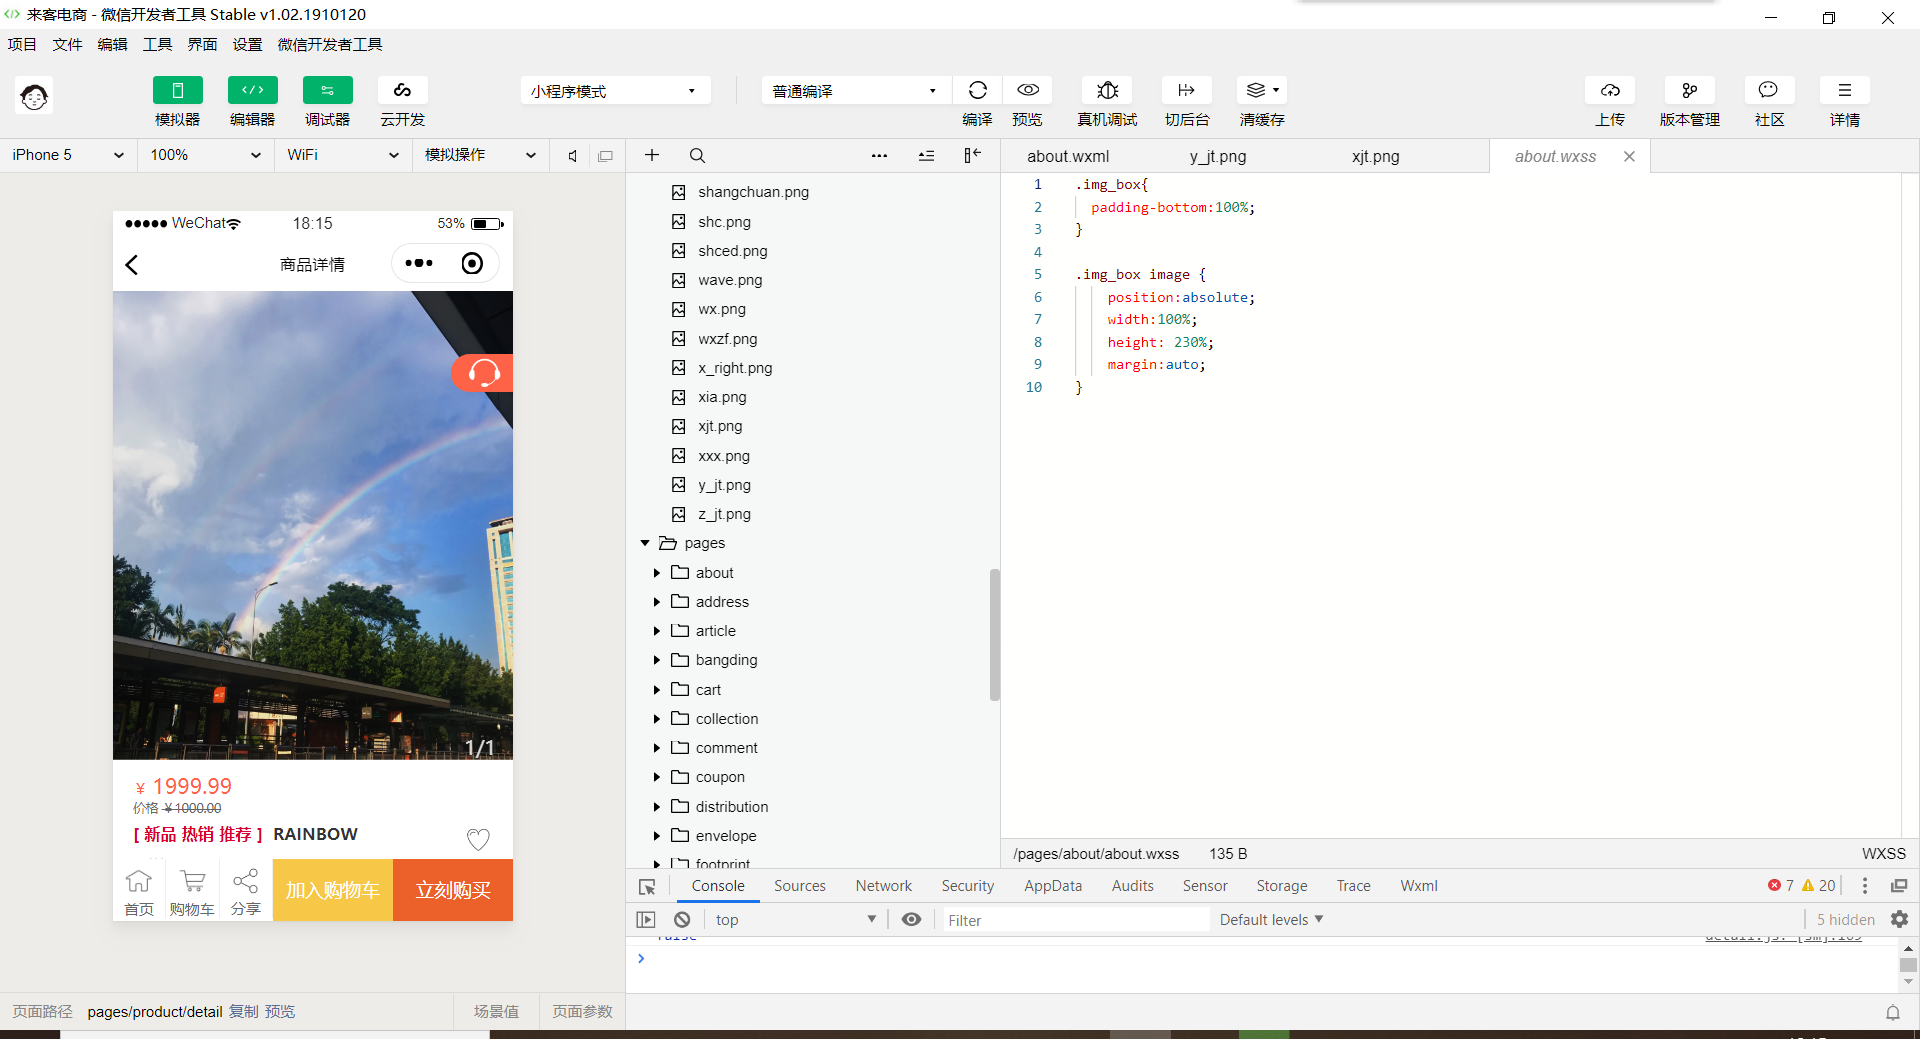 来客电商 - 微信开发者工具 Stable v1.02.1910120
项目 文件 编辑 工具 界面 设置 微信开发者工具
模拟器 编辑器 调试器 云开发
小程序模式
普通编译
编译 预览 真机调试 切后台 清缓存
上传 版本管理 社区 详情
iPhone 5 100% WiFi 模拟操作
WeChat 18:15 53%
商品详情
1/1
¥ 1999.99
价格 ¥1000.00
[ 新品 热销 推荐 ] RAINBOW
首页 购物车 分享 加入购物车 立刻购买
页面路径 pages/product/detail 复制 预览 场景值 页面参数
shangchuan.png
shc.png
shced.png
wave.png
wx.png
wxzf.png
x_right.png
xia.png
xjt.png
xxx.png
y_jt.png
z_jt.png
pages
about
address
article
bangding
cart
collection
comment
coupon
distribution
envelope
footprint
about.wxml y_jt.png xjt.png about.wxss
1 .img_box{
2 padding-bottom:100%;
3 }
4
5 .img_box image {
6 position:absolute;
7 width:100%;
8 height: 230%;
9 margin:auto;
10 }
/pages/about/about.wxss 135 B WXSS
Console Sources Network Security AppData Audits Sensor Storage Trace Wxml 7 20
top Filter Default levels 5 hidden
false